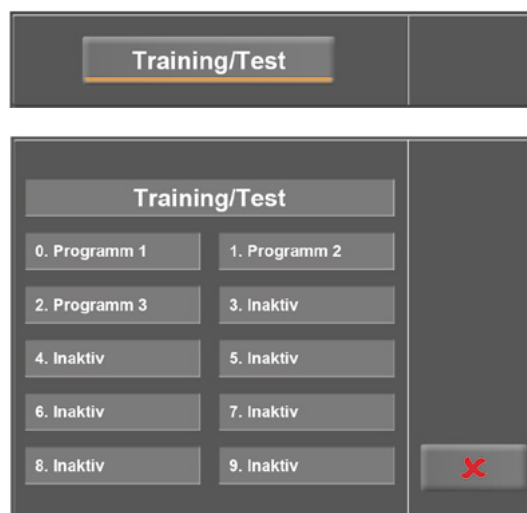 Training/Test
Training/Test
0. Programm 1
1. Programm 2
2. Programm 3
3. Inaktiv
4. Inaktiv
5. Inaktiv
6. Inaktiv
7. Inaktiv
8. Inaktiv
9. Inaktiv